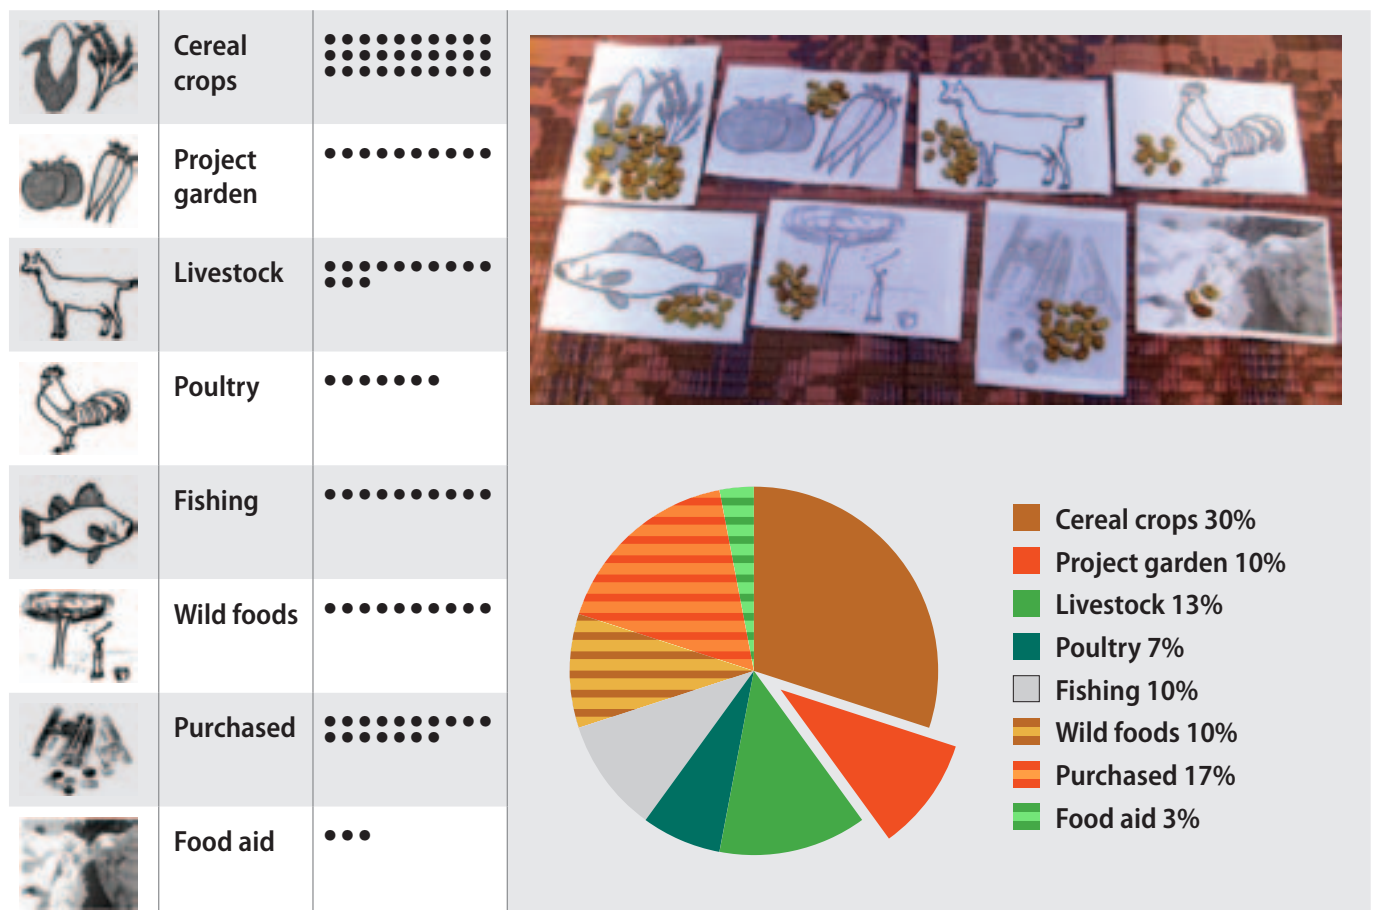 Cereal
crops
Project
garden
Livestock
Poultry
Fishing
Wild foods
Purchased
Food aid
Cereal crops 30%
Project garden 10%
Livestock 13%
Poultry 7%
Fishing 10%
Wild foods 10%
Purchased 17%
Food aid 3%